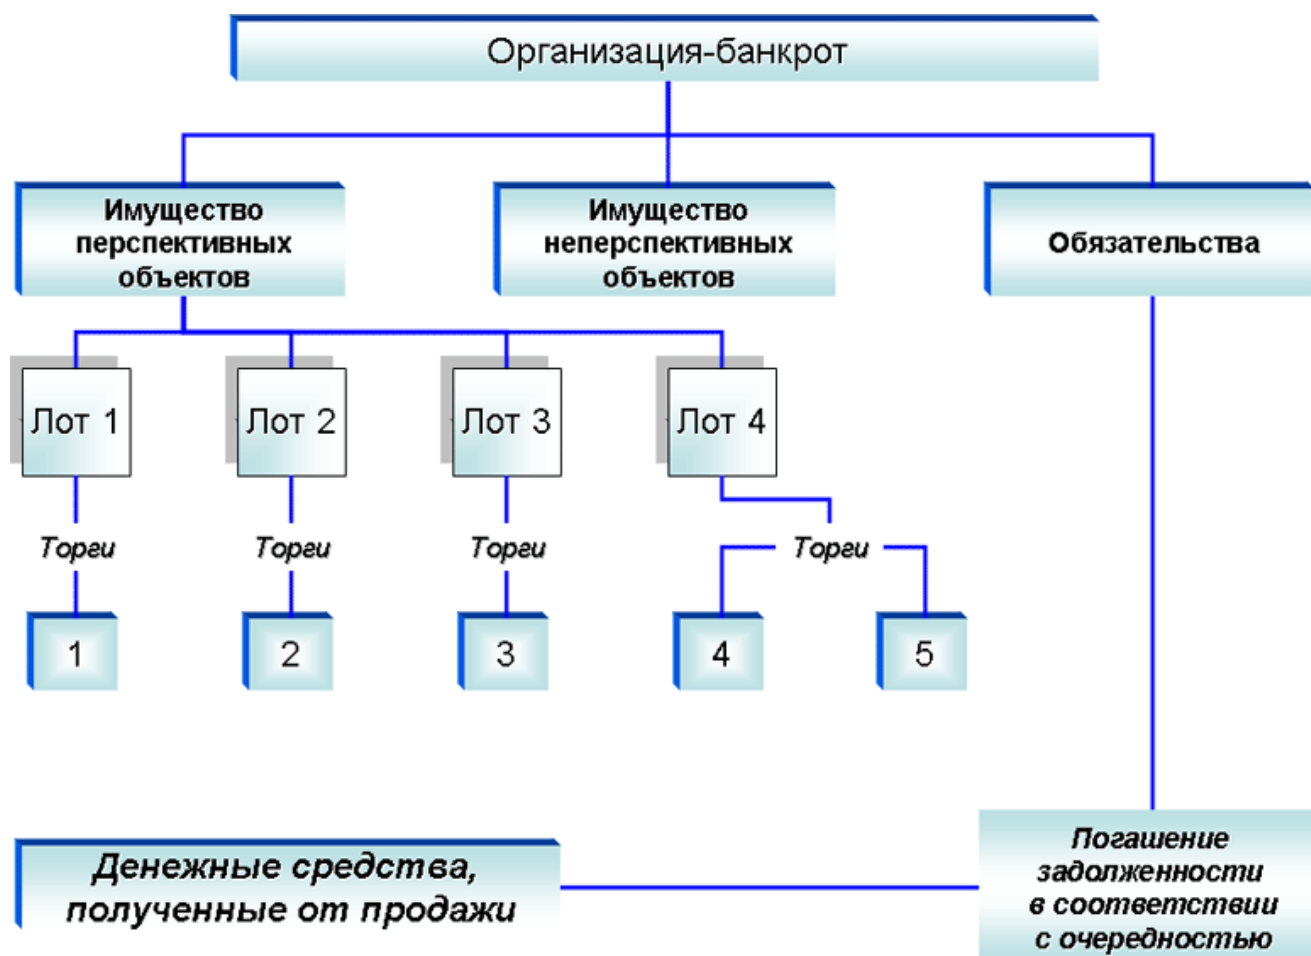 Организация-банкрот
Имущество
перспективных
объектов
Имущество
неперспективных
объектов
Обязательства
Лот 1
Лот 2
Лот 3
Лот 4
Торги
Торги
Торги
Торги
1
2
3
4
5
Денежные средства,
полученные от продажи
Погашение
задолженности
в соответствии
с очередностью